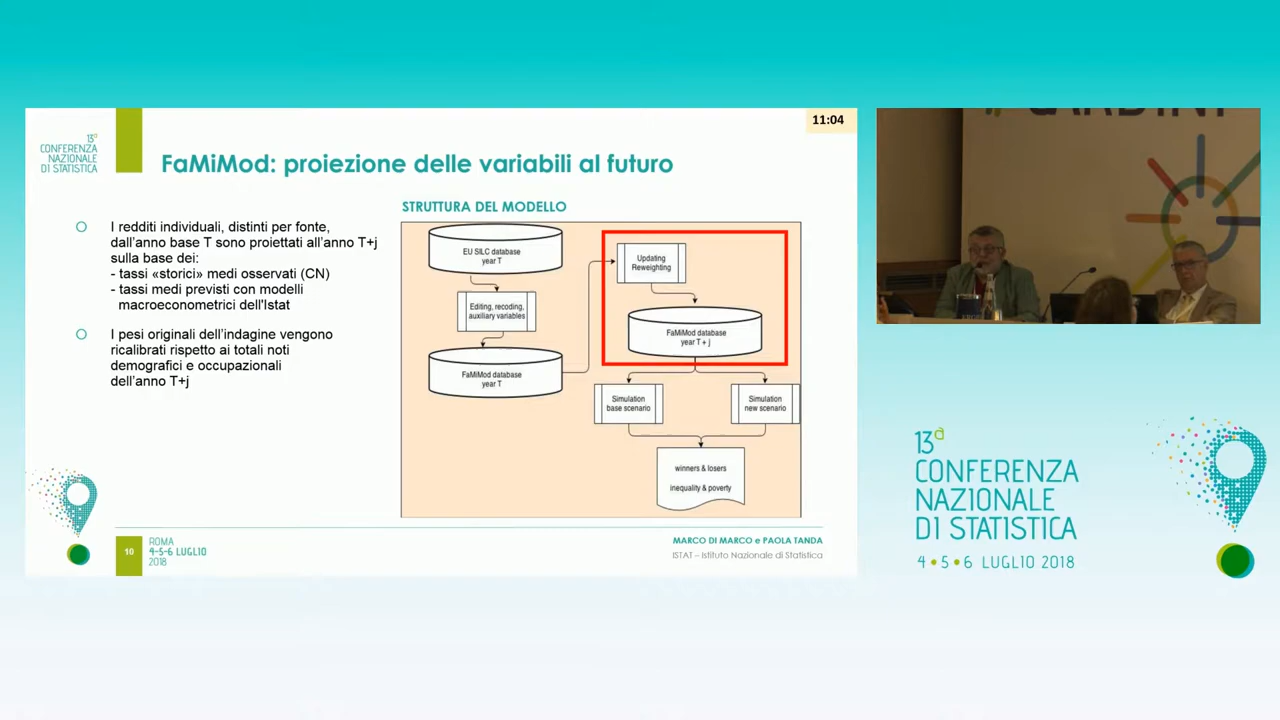 11:04
13ª
CONFERENZA
NAZIONALE
DI STATISTICA
FaMiMod: proiezione delle variabili al futuro
I redditi individuali, distinti per fonte,
dall'anno base T sono proiettati all'anno T+j
sulla base dei:
- tassi «storici» medi osservati (CN)
- tassi medi previsti con modelli
macroeconometrici dell'Istat
I pesi originali dell'indagine vengono
ricalibrati rispetto ai totali noti
demografici e occupazionali
dell'anno T+j
STRUTTURA DEL MODELLO
EU SILC database
year T
Editing, recoding,
auxiliary variables
FaMiMod database
year T
Updating
Reweighting
FaMiMod database
year T + j
Simulation
base scenario
Simulation
new scenario
winners & losers
inequality & poverty
10
ROMA
4-5-6 LUGLIO
2018
MARCO DI MARCO e PAOLA TANDA
ISTAT – Istituto Nazionale di Statistica
13ª
CONFERENZA
NAZIONALE
DI STATISTICA
4 • 5 • 6 LUGLIO 2018